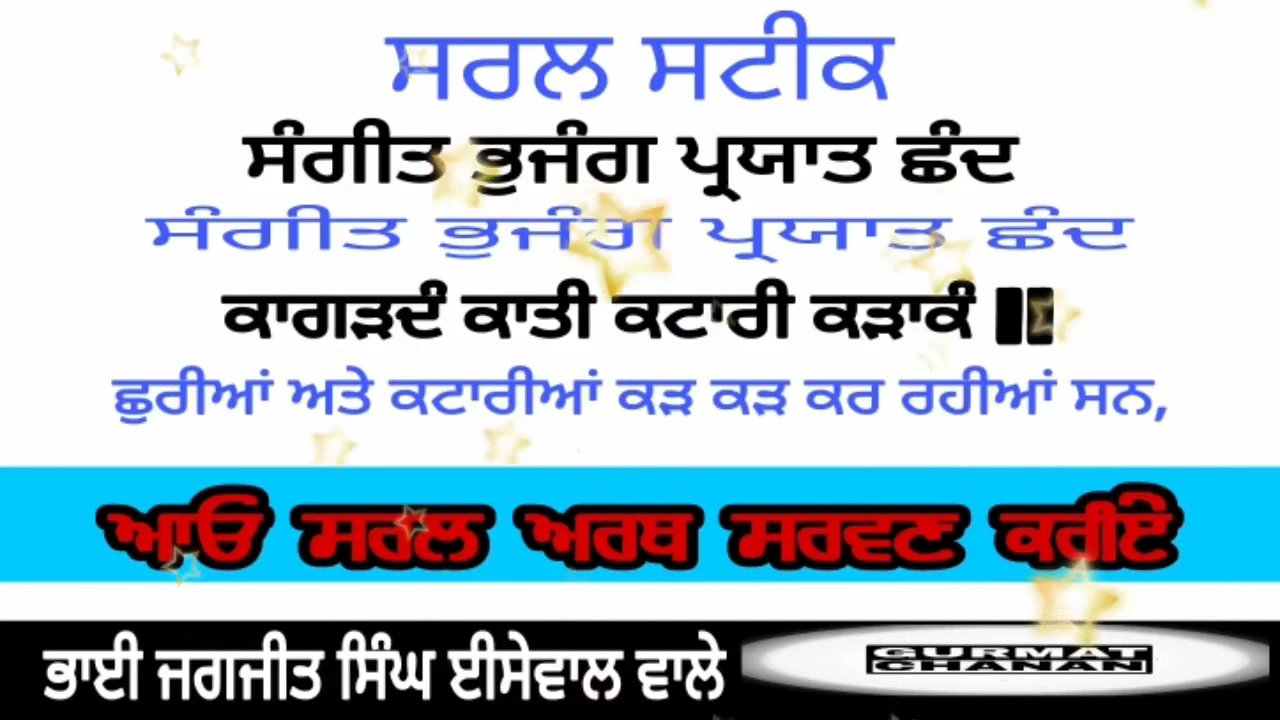 ਸਰਲ ਸਟੀਕ
ਸੰਗੀਤ ਭੁਜੰਗ ਪ੍ਰਯਾਤ ਛੰਦ
ਸੰਗੀਤ ਭੁਜੰਗ ਪ੍ਰਯਾਤ ਛੰਦ
ਕਾਗੜਦੰ ਕਾਤੀ ਕਟਾਰੀ ਕੜਾਕੰ ॥
ਛੁਰੀਆਂ ਅਤੇ ਕਟਾਰੀਆਂ ਕੜ ਕੜ ਕਰ ਰਹੀਆਂ ਸਨ,
ਆਓ ਸਰਲ ਅਰਥ ਸਰਵਣ ਕਰੀਏ
ਭਾਈ ਜਗਜੀਤ ਸਿੰਘ ਈਸੇਵਾਲ ਵਾਲੇ
GURMAT
CHANAN